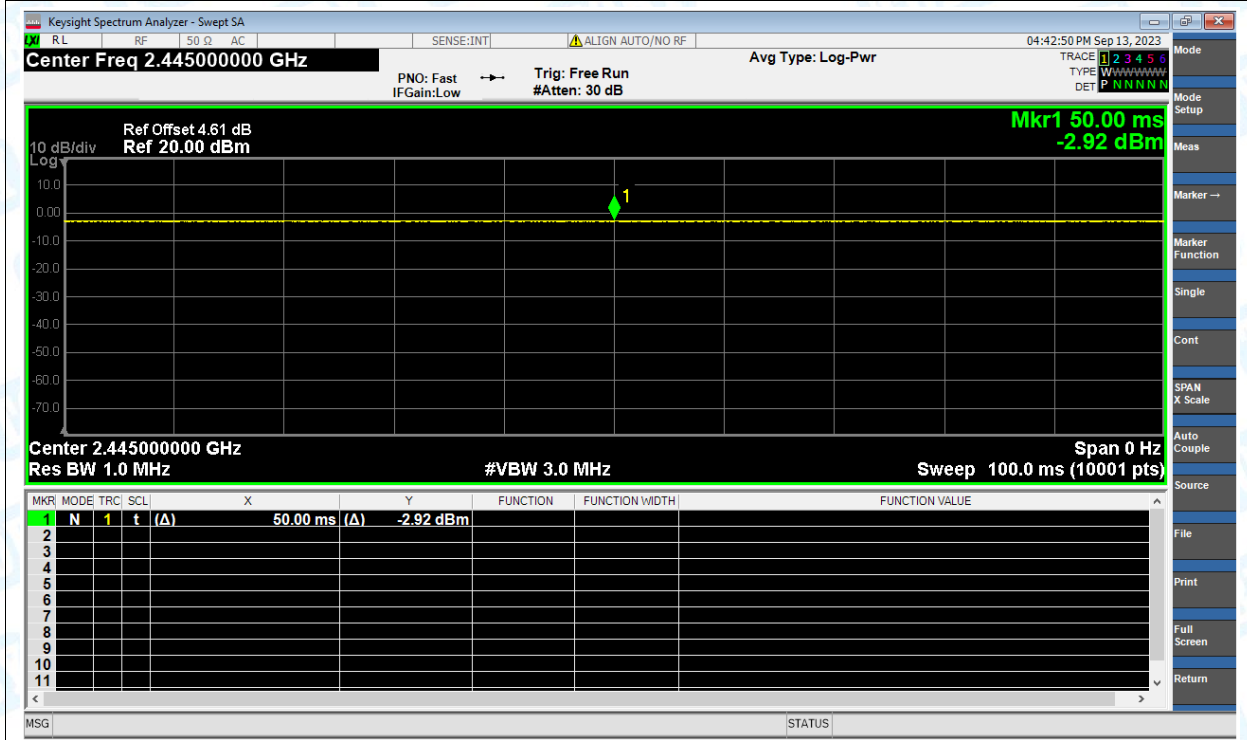 Keysight Spectrum Analyzer - Swept SA
LXI RL RF 50 Ω AC SENSE:INT ALIGN AUTO/NO RF 04:42:50 PM Sep 13, 2023
Center Freq 2.445000000 GHz
PNO: Fast
IFGain:Low
Trig: Free Run
#Atten: 30 dB
Avg Type: Log-Pwr
TRACE 1 2 3 4 5 6
TYPE WWWWWW
DET P N N N N N
Ref Offset 4.61 dB
10 dB/div Ref 20.00 dBm
Log
Mkr1 50.00 ms
-2.92 dBm
10.0
0.00
-10.0
-20.0
-30.0
-40.0
-50.0
-60.0
-70.0
1
Center 2.445000000 GHz Span 0 Hz
Res BW 1.0 MHz #VBW 3.0 MHz Sweep 100.0 ms (10001 pts)
MKR MODE TRC SCL X Y FUNCTION FUNCTION WIDTH FUNCTION VALUE
1 N 1 t (Δ) 50.00 ms (Δ) -2.92 dBm
2
3
4
5
6
7
8
9
10
11
MSG STATUS
Mode
Mode
Setup
Meas
Marker →
Marker
Function
Single
Cont
SPAN
X Scale
Auto
Couple
Source
File
Print
Full
Screen
Return